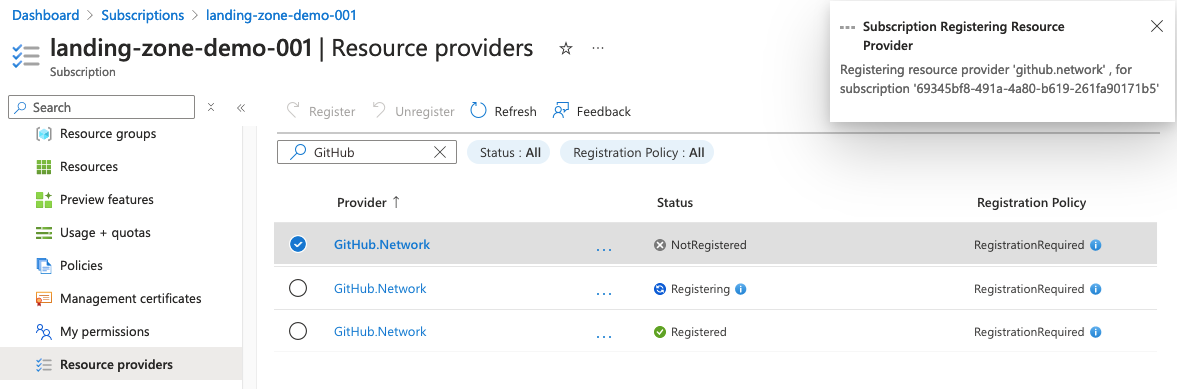 Dashboard > Subscriptions > landing-zone-demo-001
landing-zone-demo-001 | Resource providers
Subscription
Subscription Registering Resource
Provider
Registering resource provider 'github.network' , for
subscription '69345bf8-491a-4a80-b619-261fa90171b5'
Search
Register Unregister Refresh Feedback
Resource groups
Resources
Preview features
Usage + quotas
Policies
Management certificates
My permissions
Resource providers
GitHub Status : All Registration Policy : All
Provider ↑ Status Registration Policy
GitHub.Network ... NotRegistered RegistrationRequired
GitHub.Network ... Registering RegistrationRequired
GitHub.Network ... Registered RegistrationRequired